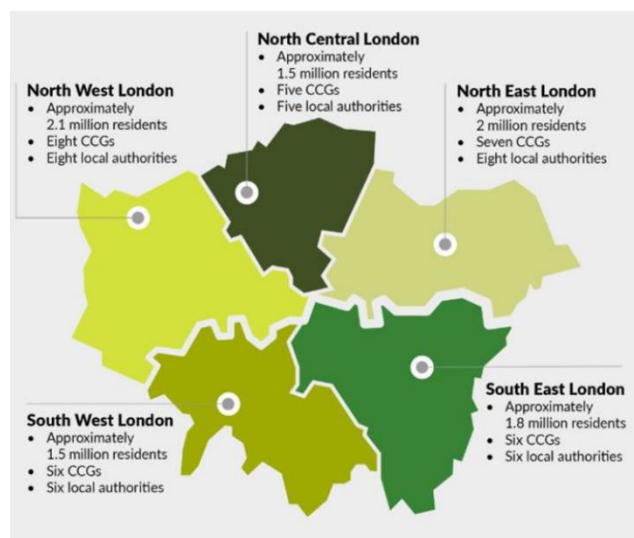 North Central London
• Approximately
1.5 million residents
• Five CCGs
• Five local authorities
North West London
• Approximately
2.1 million residents
• Eight CCGs
• Eight local authorities
North East London
• Approximately
2 million residents
• Seven CCGs
• Eight local authorities
South East London
• Approximately
1.8 million residents
• Six CCGs
• Six local authorities
South West London
• Approximately
1.5 million residents
• Six CCGs
• Six local authorities